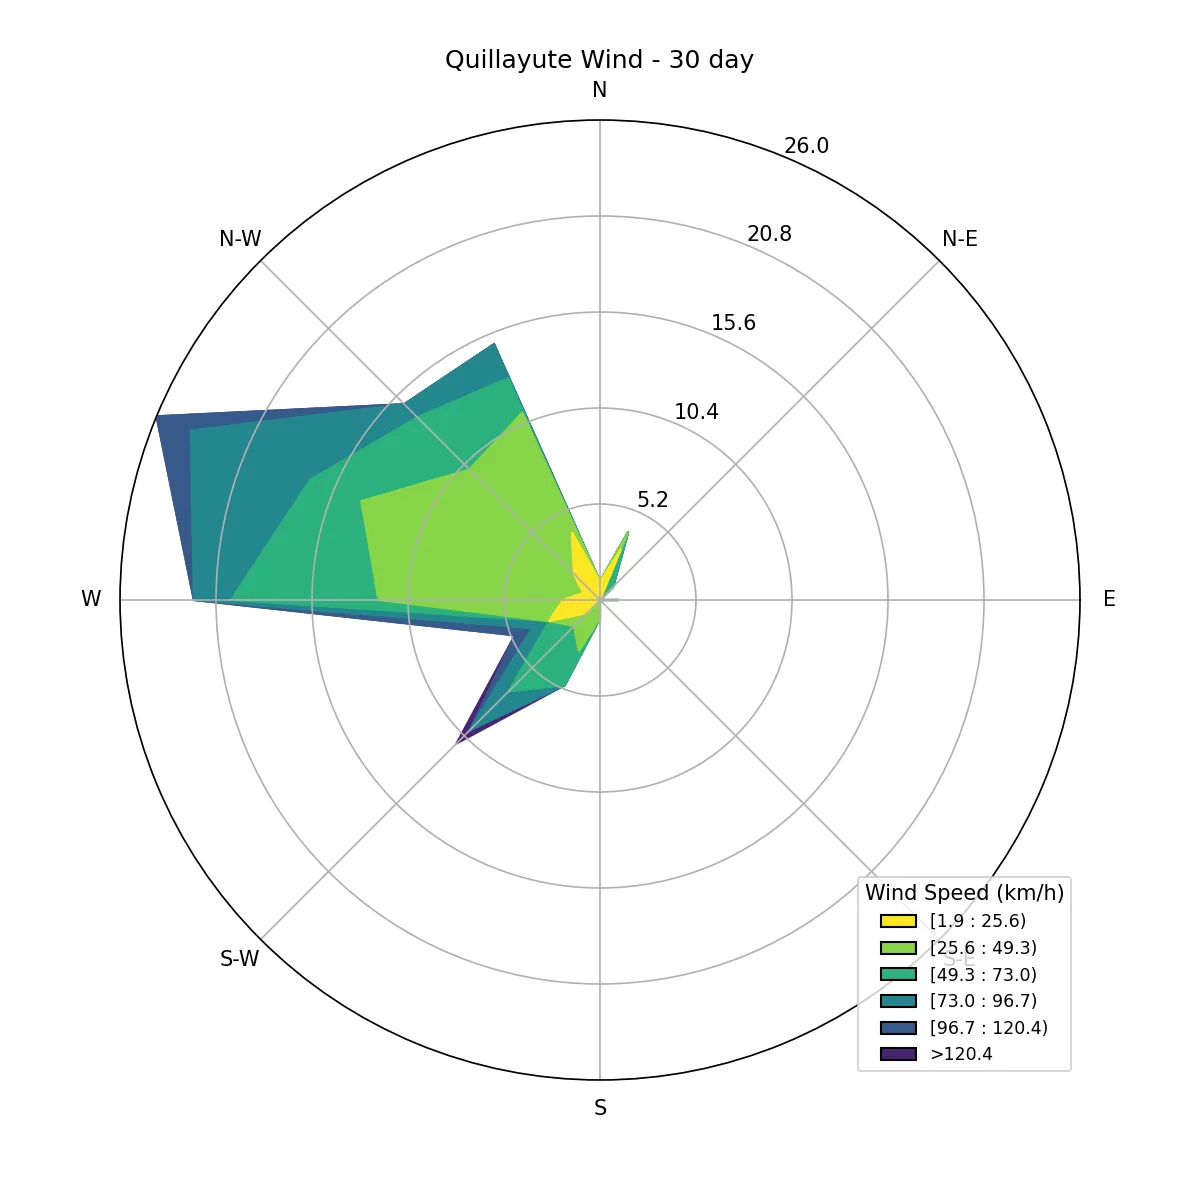 Quillayute Wind - 30 day
N
26.0
N-W
20.8
N-E
15.6
10.4
5.2
W
E
S-W
S-E
S
Wind Speed (km/h)
[1.9 : 25.6)
[25.6 : 49.3)
[49.3 : 73.0)
[73.0 : 96.7)
[96.7 : 120.4)
>120.4